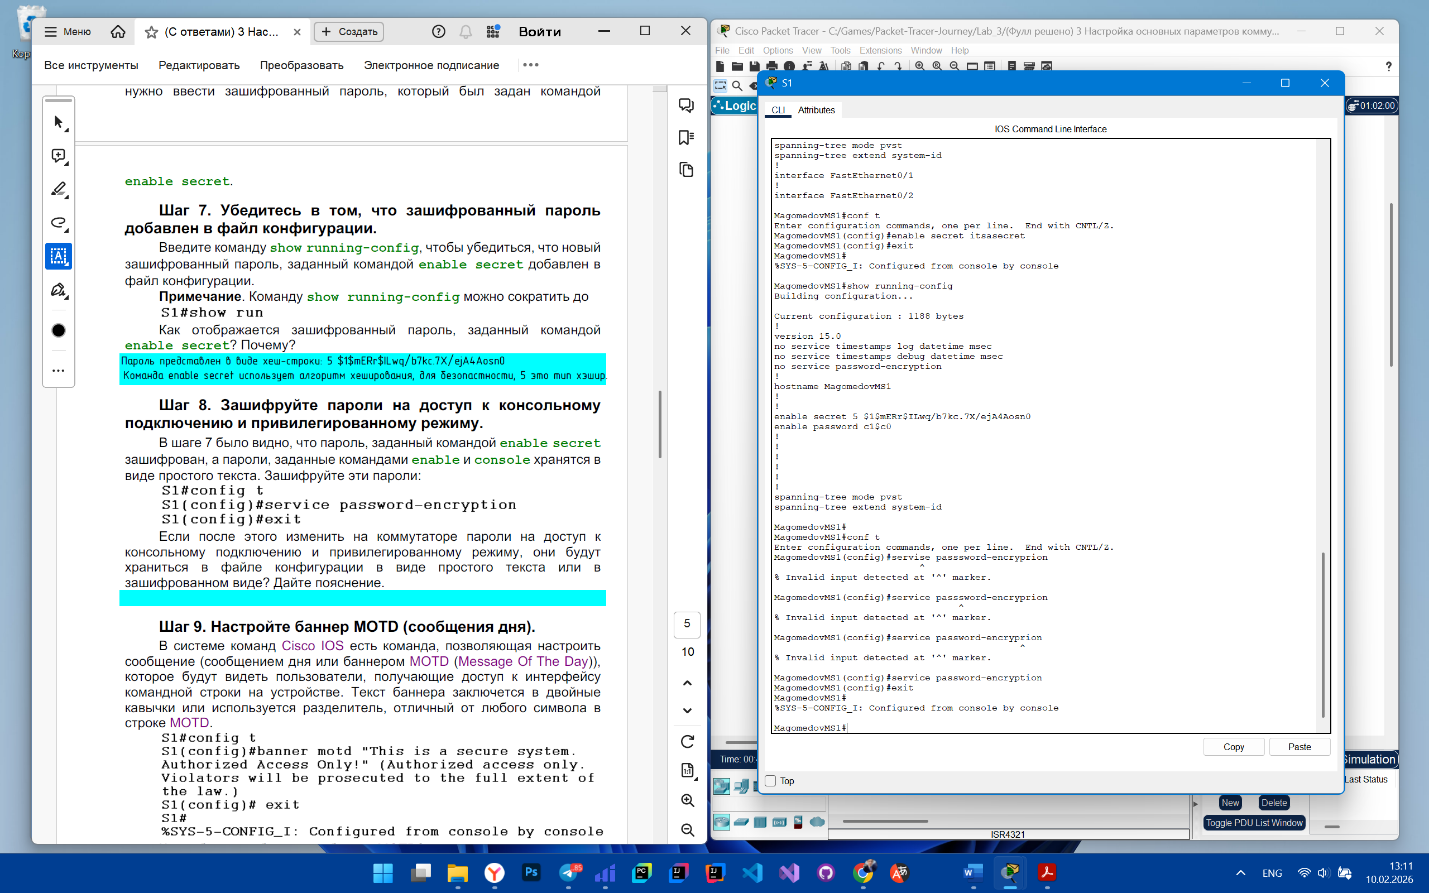 Меню
(С ответами) 3 Нас...
Создать
Войти
Все инструменты
Редактировать
Преобразовать
Электронное подписание
нужно ввести зашифрованный пароль, который был задан командой
enable secret.
Шаг 7. Убедитесь в том, что зашифрованный пароль
добавлен в файл конфигурации.
Введите команду show running-config, чтобы убедиться, что новый
зашифрованный пароль, заданный командой enable secret добавлен в
файл конфигурации.
Примечание. Команду show running-config можно сократить до
S1#show run
Как отображается зашифрованный пароль, заданный командой
enable secret? Почему?
Пароль представлен в виде хеш-строки: 5 $1$mERr$ILwq/b7kc.7X/ejA4Aosn0
Команда enable secret использует алгоритм хеширования, для безопастности, 5 это тип хэшир.
Шаг 8. Зашифруйте пароли на доступ к консольному
подключению и привилегированному режиму.
В шаге 7 было видно, что пароль, заданный командой enable secret
зашифрован, а пароли, заданные командами enable и console хранятся в
виде простого текста. Зашифруйте эти пароли:
S1#config t
S1(config)#service password-encryption
S1(config)#exit
Если после этого изменить на коммутаторе пароли на доступ к
консольному подключению и привилегированному режиму, они будут
храниться в файле конфигурации в виде простого текста или в
зашифрованном виде? Дайте пояснение.
Шаг 9. Настройте баннер MOTD (сообщения дня).
В системе команд Cisco IOS есть команда, позволяющая настроить
сообщение (сообщением дня или баннером MOTD (Message Of The Day)),
которое будут видеть пользователи, получающие доступ к интерфейсу
командной строки на устройстве. Текст баннера заключется в двойные
кавычки или используется разделитель, отличный от любого символа в
строке MOTD.
S1#config t
S1(config)#banner motd "This is a secure system.
Authorized Access Only!" (Authorized access only.
Violators will be prosecuted to the full extent of
the law.)
S1(config)# exit
S1#
%SYS-5-CONFIG_I: Configured from console by console
5
10
Cisco Packet Tracer - C:/Games/Packet-Tracer-Journey/Lab_3/(Фулл решено) 3 Настройка основных параметров комму...
File Edit Options View Tools Extensions Window Help
Logic
01:02:00
S1
CLI
Attributes
IOS Command Line Interface
spanning-tree mode pvst
spanning-tree extend system-id
!
interface FastEthernet0/1
!
interface FastEthernet0/2
MagomedovMS1#conf t
Enter configuration commands, one per line. End with CNTL/Z.
MagomedovMS1(config)#enable secret itsasecret
MagomedovMS1(config)#exit
MagomedovMS1#
%SYS-5-CONFIG_I: Configured from console by console
MagomedovMS1#show running-config
Building configuration...
Current configuration : 1188 bytes
!
version 15.0
no service timestamps log datetime msec
no service timestamps debug datetime msec
no service password-encryption
!
hostname MagomedovMS1
!
!
enable secret 5 $1$mERr$ILwq/b7kc.7X/ejA4Aosn0
enable password c1$c0
!
!
!
!
!
!
spanning-tree mode pvst
spanning-tree extend system-id
MagomedovMS1#
MagomedovMS1#conf t
Enter configuration commands, one per line. End with CNTL/Z.
MagomedovMS1(config)#servise passsword-encryprion
^
% Invalid input detected at '^' marker.
MagomedovMS1(config)#service passsword-encryprion
^
% Invalid input detected at '^' marker.
MagomedovMS1(config)#service password-encryprion
^
% Invalid input detected at '^' marker.
MagomedovMS1(config)#service password-encryption
MagomedovMS1(config)#exit
MagomedovMS1#
%SYS-5-CONFIG_I: Configured from console by console
MagomedovMS1#
Copy
Paste
Top
Simulation
Last Status
New
Delete
Toggle PDU List Window
ISR4321
ENG
13:11
10.02.2026